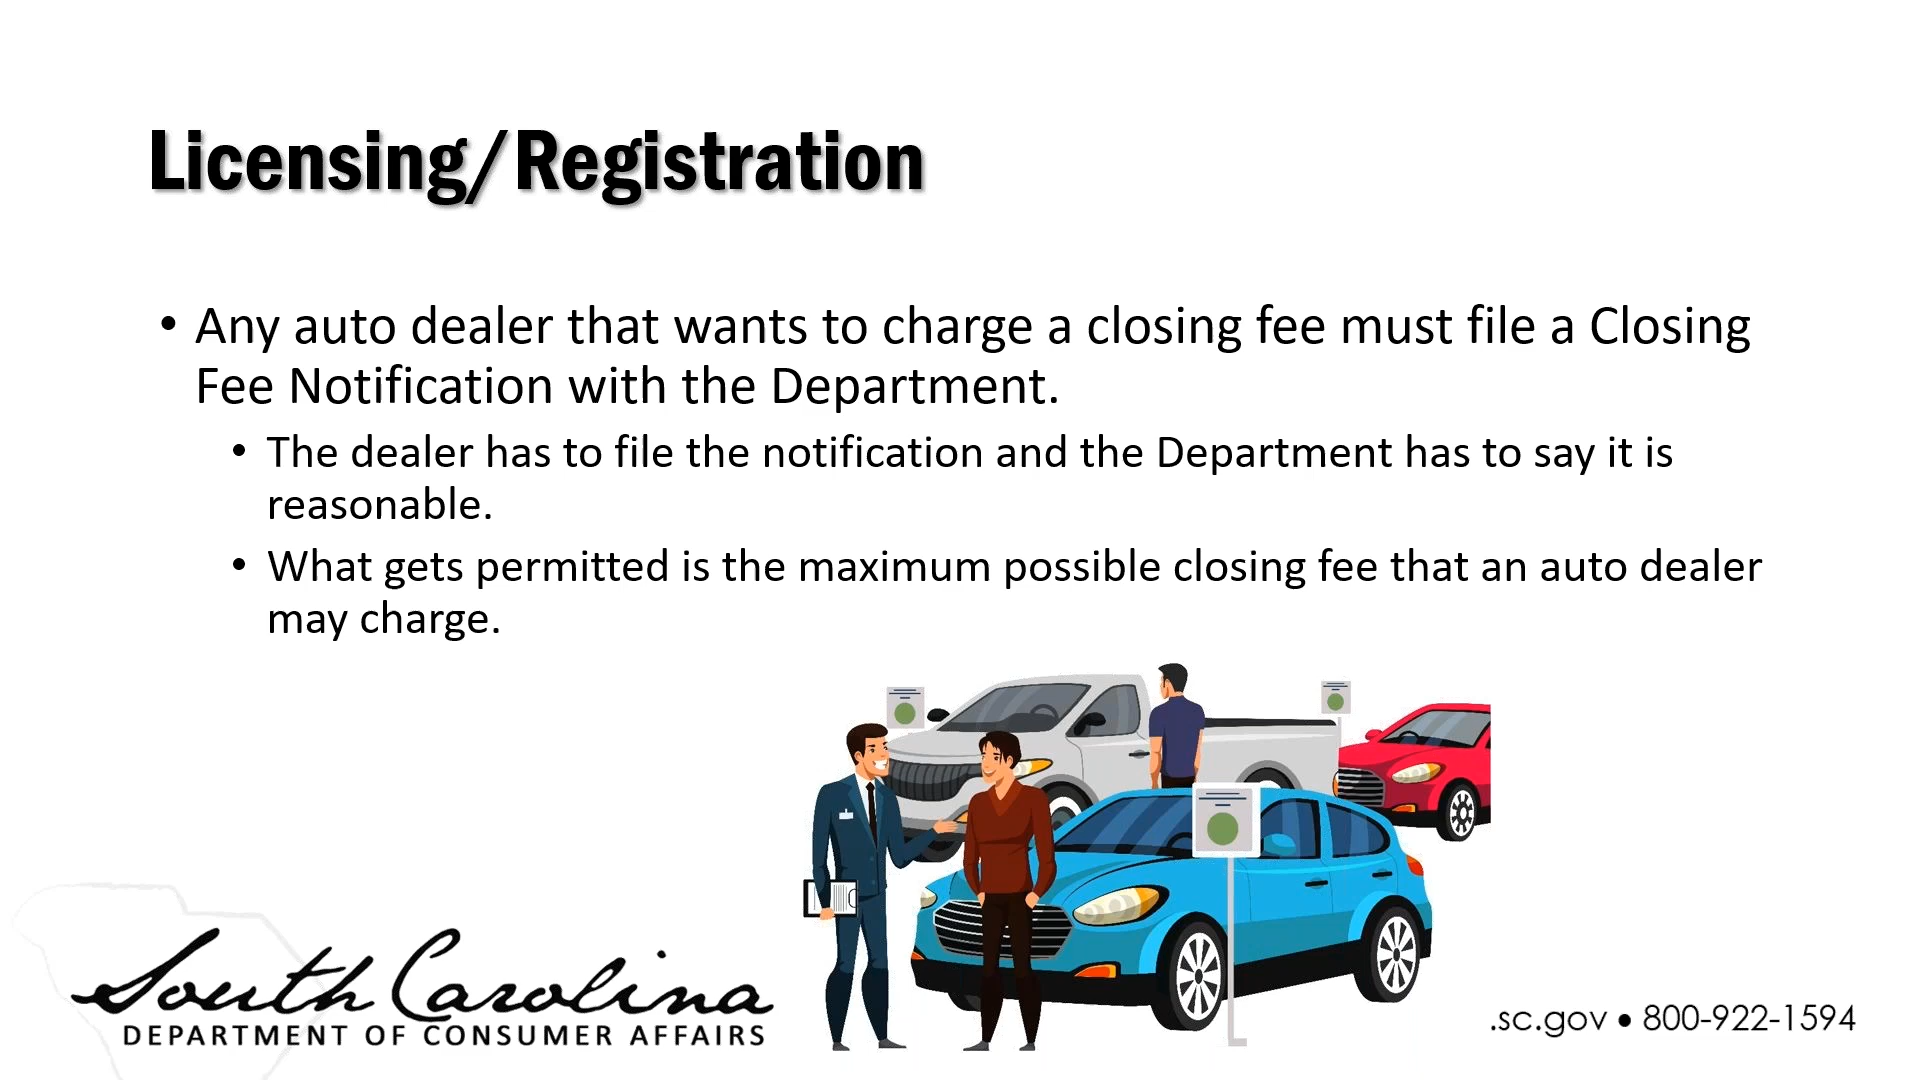 Licensing/Registration
• Any auto dealer that wants to charge a closing fee must file a Closing
Fee Notification with the Department.
• The dealer has to file the notification and the Department has to say it is
reasonable.
• What gets permitted is the maximum possible closing fee that an auto dealer
may charge.
South Carolina
DEPARTMENT OF CONSUMER AFFAIRS
.sc.gov • 800-922-1594